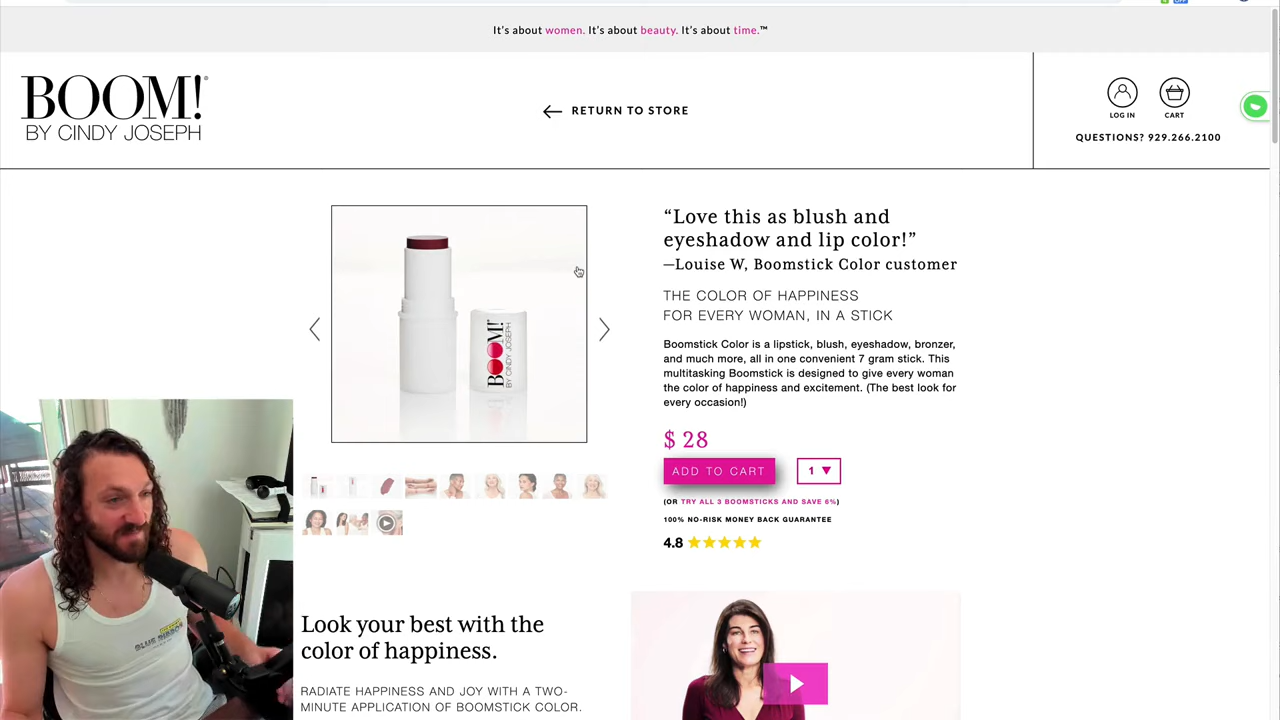 It's about women. It's about beauty. It's about time.™
BOOM!®
BY CINDY JOSEPH
RETURN TO STORE
LOG IN
CART
QUESTIONS? 929.266.2100
“Love this as blush and
eyeshadow and lip color!”
—Louise W, Boomstick Color customer
THE COLOR OF HAPPINESS
FOR EVERY WOMAN, IN A STICK
Boomstick Color is a lipstick, blush, eyeshadow, bronzer,
and much more, all in one convenient 7 gram stick. This
multitasking Boomstick is designed to give every woman
the color of happiness and excitement. (The best look for
every occasion!)
$ 28
ADD TO CART
1
(OR TRY ALL 3 BOOMSTICKS AND SAVE 6%)
100% NO-RISK MONEY BACK GUARANTEE
4.8
BOOM!
BY CINDY JOSEPH
BLUE RIBBON
Look your best with the
color of happiness.
RADIATE HAPPINESS AND JOY WITH A TWO-
MINUTE APPLICATION OF BOOMSTICK COLOR.